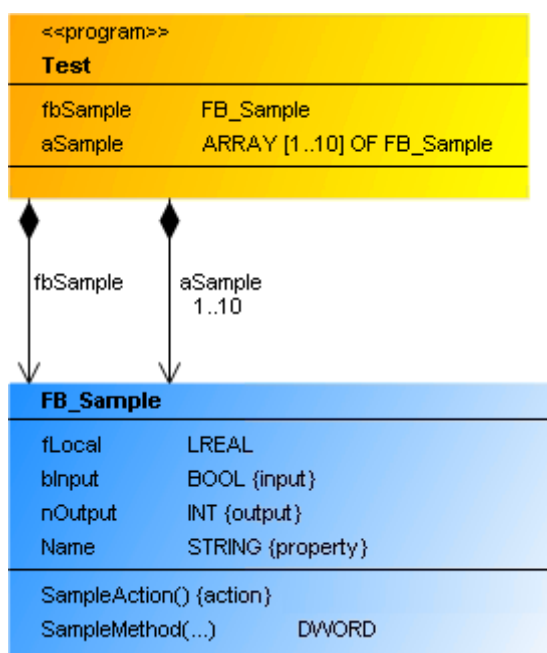 <<program>>
Test
fbSample FB_Sample
aSample ARRAY [1..10] OF FB_Sample
fbSample aSample
1..10
FB_Sample
fLocal LREAL
bInput BOOL {input}
nOutput INT {output}
Name STRING {property}
SampleAction() {action}
SampleMethod(...) DWORD